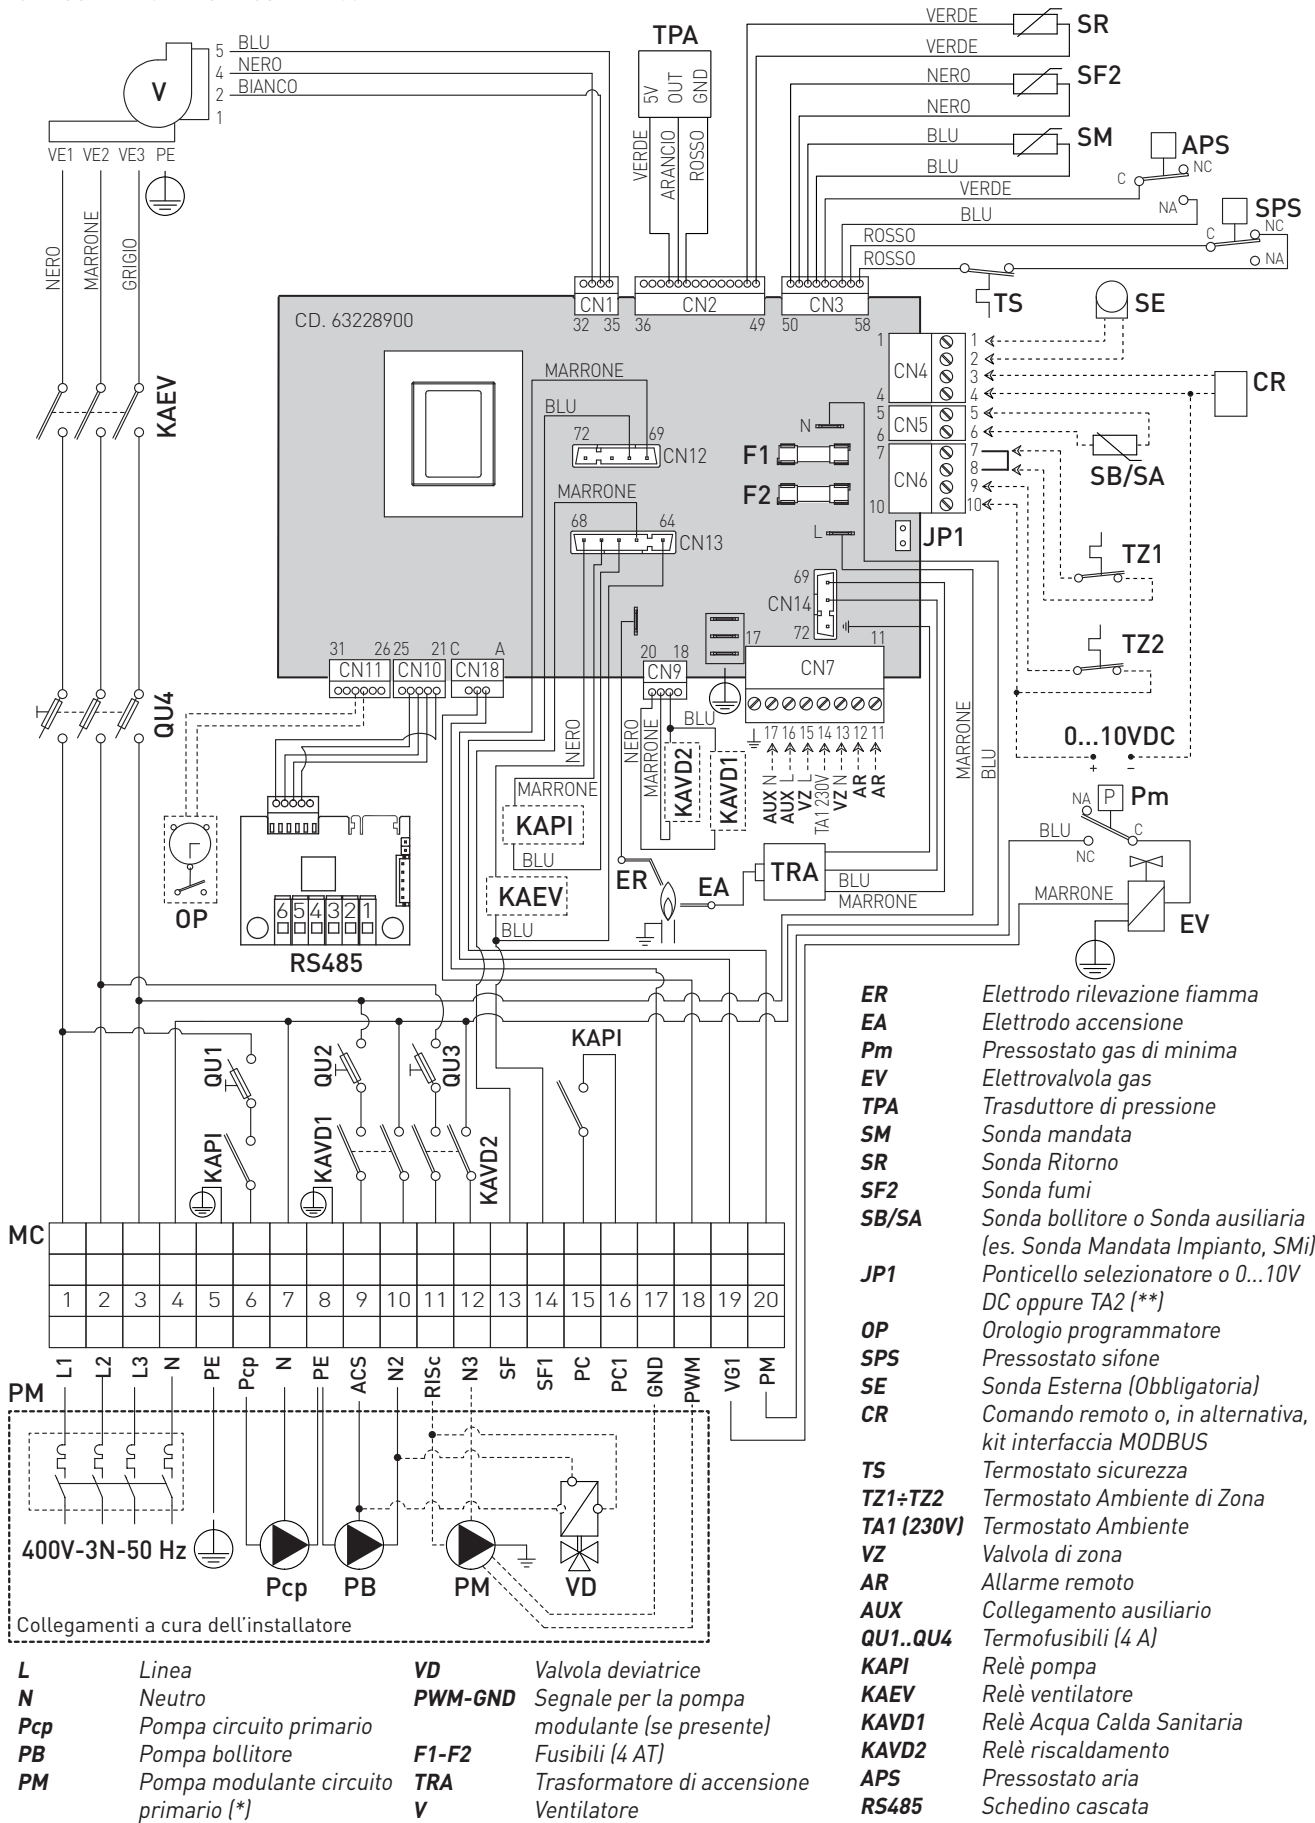 TPA
VERDE
SR
VERDE
5 BLU
4 NERO
2 BIANCO
1
V
5V
OUT
GND
NERO
SF2
NERO
BLU
SM
BLU
APS
NC
C
NA
VERDE
BLU
SPS
NC
C
NA
ROSSO
ROSSO
TS
VE1 VE2 VE3 PE
VERDE
ARANCIO
ROSSO
NERO
MARRONE
GRIGIO
CN1
32 35
CN2
36 49
CN3
50 58
SE
CD. 63228900
1 1
2
CN4
3
4 4
CR
5 5
CN5
6 6
7 7
8
CN6
9
10 10
SB/SA
MARRONE
BLU
72 69
CN12
N
F1
F2
KAEV
MARRONE
68 64
CN13
L
JP1
TZ1
69
CN14
72
TZ2
31 26 25 21 C A
CN11 CN10 CN18
20 18
CN9
17 11
CN7
QU4
NERO
NERO
MARRONE
BLU
KAVD2
KAVD1
17 16 15 14 13 12 11
AUX N
AUX L
VZ L
TA1 230V
VZ N
AR
AR
MARRONE
BLU
0...10VDC
+ -
NA P Pm
BLU
C
NC
MARRONE
EV
MARRONE
KAPI
BLU
KAEV
BLU
ER
EA
TRA
BLU
MARRONE
OP
6 5 4 3 2 1
RS485
QU1
QU2
QU3
KAPI
KAPI
KAVD1
KAVD2
MC
1 2 3 4 5 6 7 8 9 10 11 12 13 14 15 16 17 18 19 20
L1 L2 L3 N PE Pcp N PE ACS N2 RISc N3 SF SF1 PC PC1 GND PWM VG1 PM
PM
400V-3N-50 Hz
Pcp
PB
PM
VD
Collegamenti a cura dell'installatore
ER Elettrodo rilevazione fiamma
EA Elettrodo accensione
Pm Pressostato gas di minima
EV Elettrovalvola gas
TPA Trasduttore di pressione
SM Sonda mandata
SR Sonda Ritorno
SF2 Sonda fumi
SB/SA Sonda bollitore o Sonda ausiliaria
(es. Sonda Mandata Impianto, SMi)
JP1 Ponticello selezionatore o 0...10V
DC oppure TA2 (**)
OP Orologio programmatore
SPS Pressostato sifone
SE Sonda Esterna (Obbligatoria)
CR Comando remoto o, in alternativa,
kit interfaccia MODBUS
TS Termostato sicurezza
TZ1÷TZ2 Termostato Ambiente di Zona
TA1 (230V) Termostato Ambiente
VZ Valvola di zona
AR Allarme remoto
AUX Collegamento ausiliario
QU1..QU4 Termofusibili (4 A)
KAPI Relè pompa
KAEV Relè ventilatore
KAVD1 Relè Acqua Calda Sanitaria
KAVD2 Relè riscaldamento
APS Pressostato aria
RS485 Schedino cascata
L Linea
N Neutro
Pcp Pompa circuito primario
PB Pompa bollitore
PM Pompa modulante circuito
primario (*)
VD Valvola deviatrice
PWM-GND Segnale per la pompa
modulante (se presente)
F1-F2 Fusibili (4 AT)
TRA Trasformatore di accensione
V Ventilatore